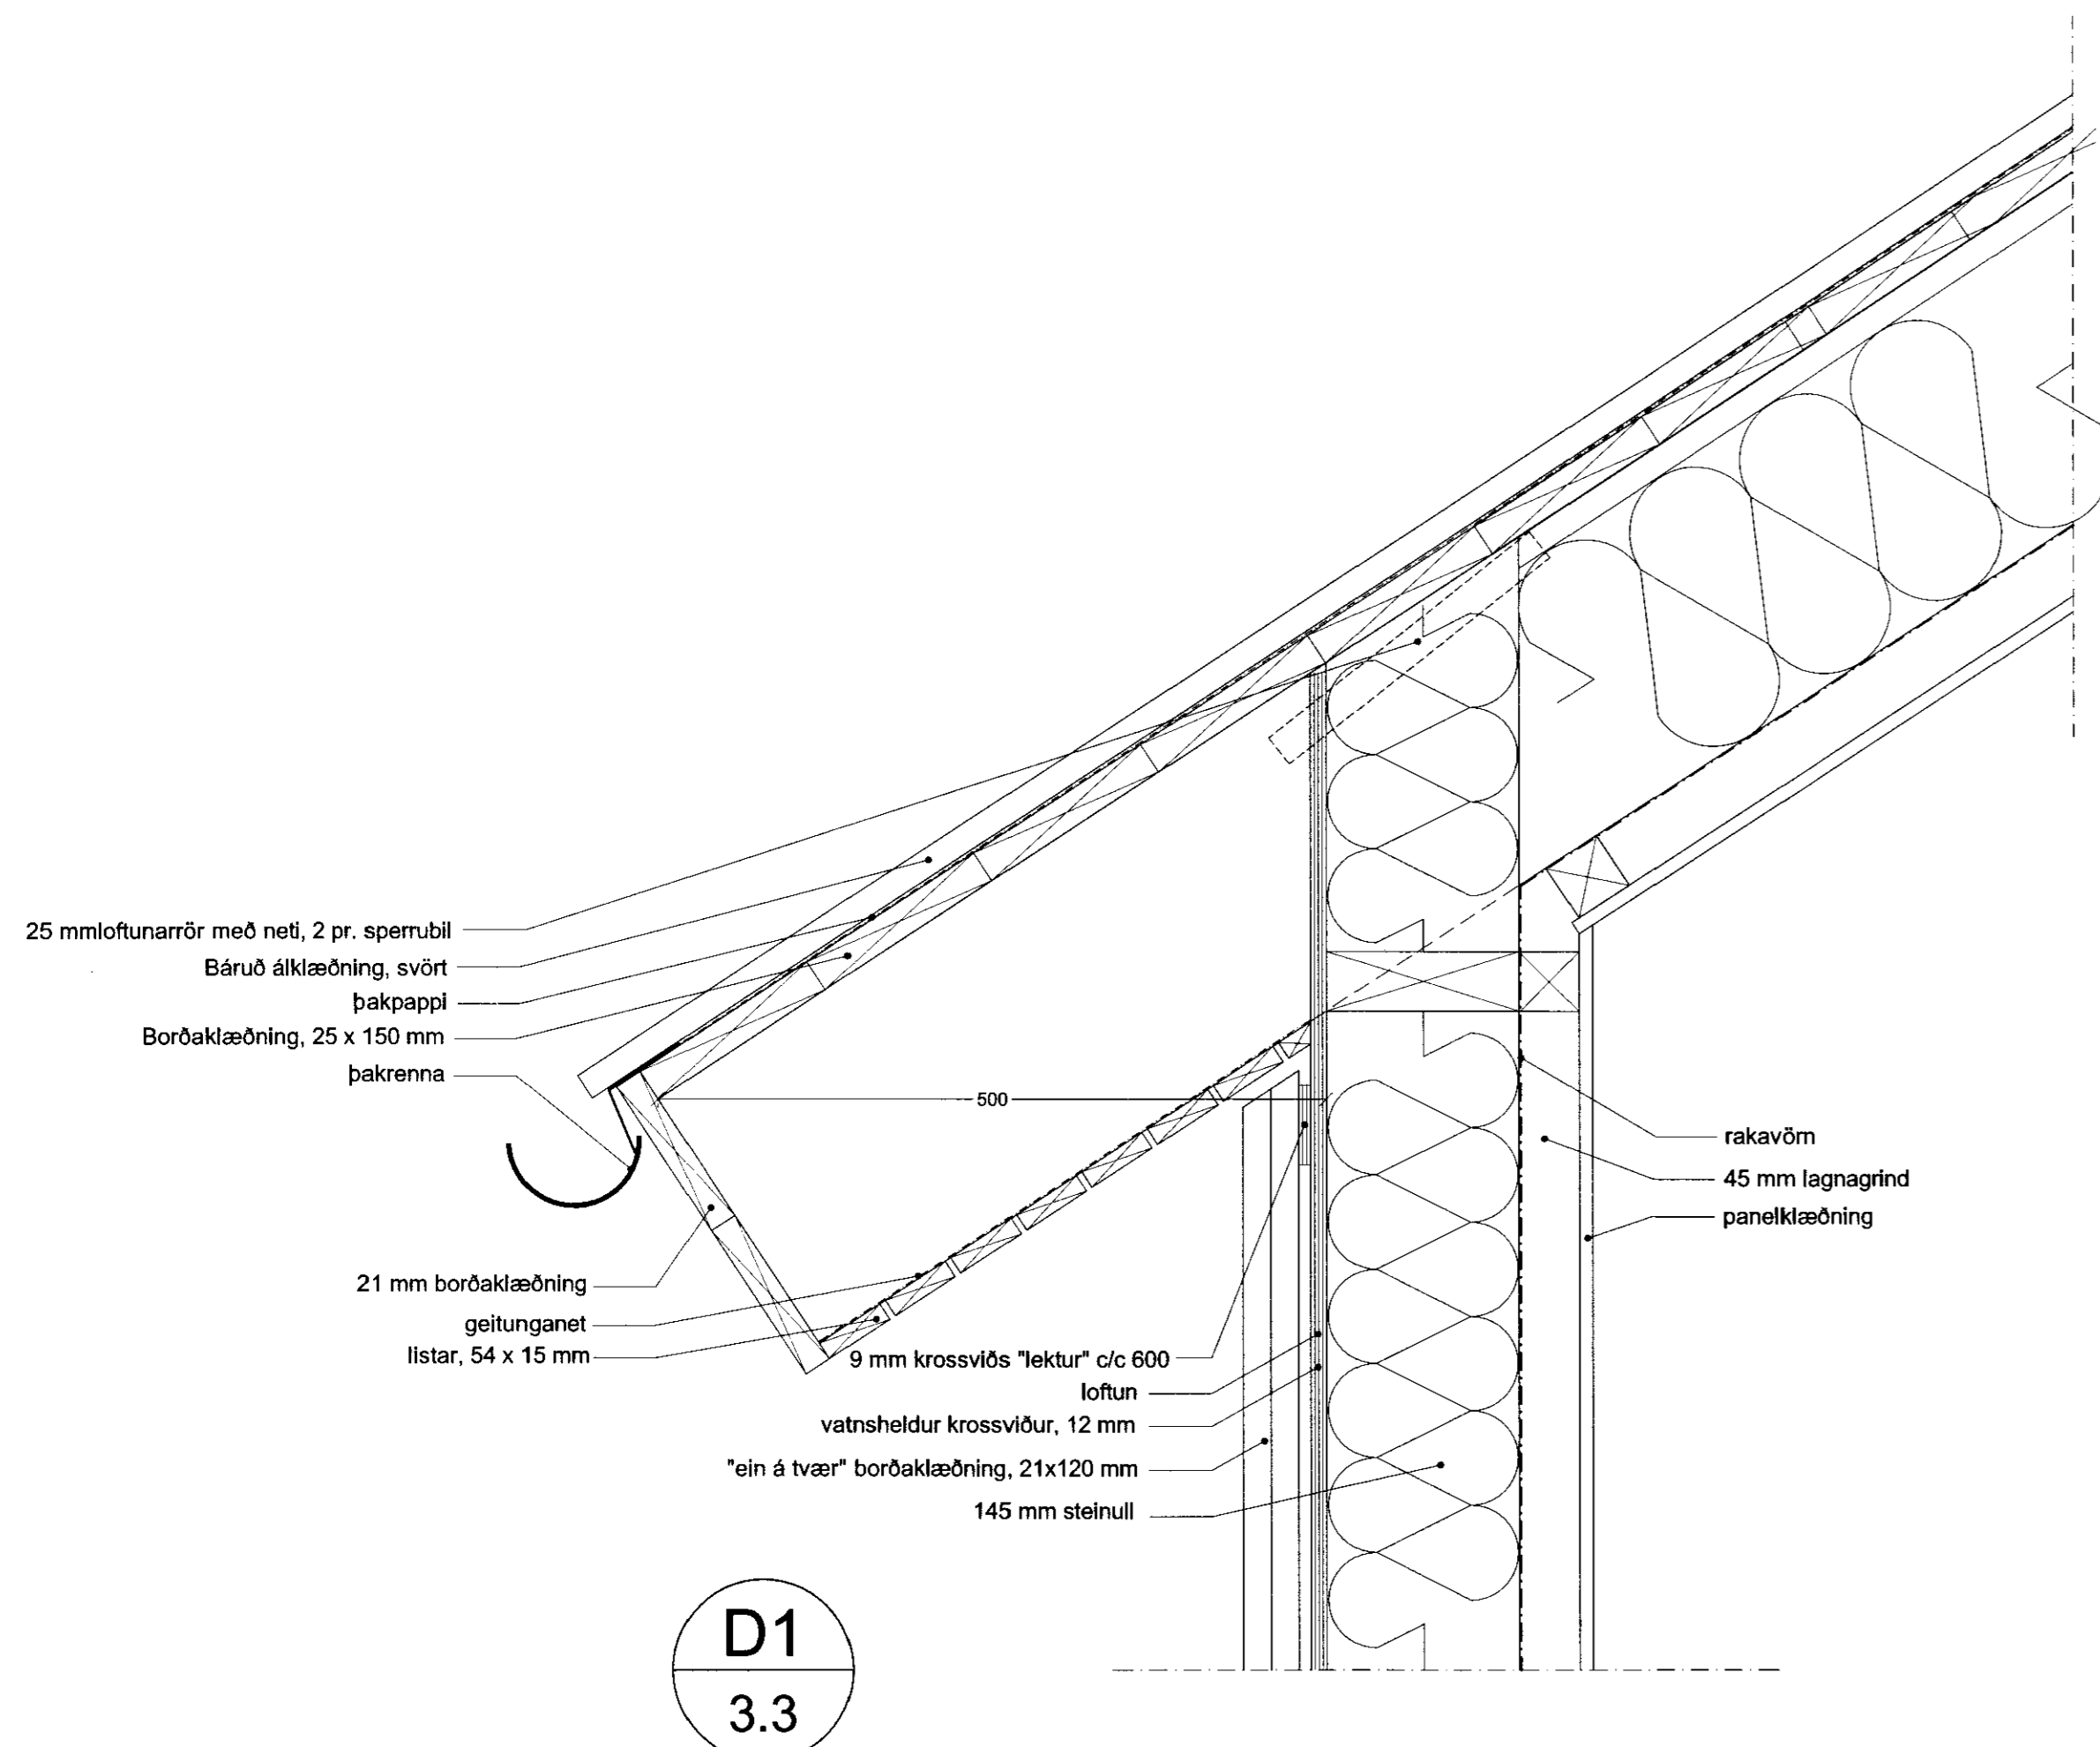 25 mmloftunarrör með neti, 2 pr. sperrubil
Báruð álklæðning, svört
þakpappi
Borðaklæðning, 25 x 150 mm
þakrenna
500
rakavörn
45 mm lagnagrind
panelklæðning
21 mm borðaklæðning
geitunganet
listar, 54 x 15 mm
9 mm krossviðs "lektur" c/c 600
loftun
vatnsheldur krossviður, 12 mm
"ein á tvær" borðaklæðning, 21x120 mm
145 mm steinull
D1
3.3